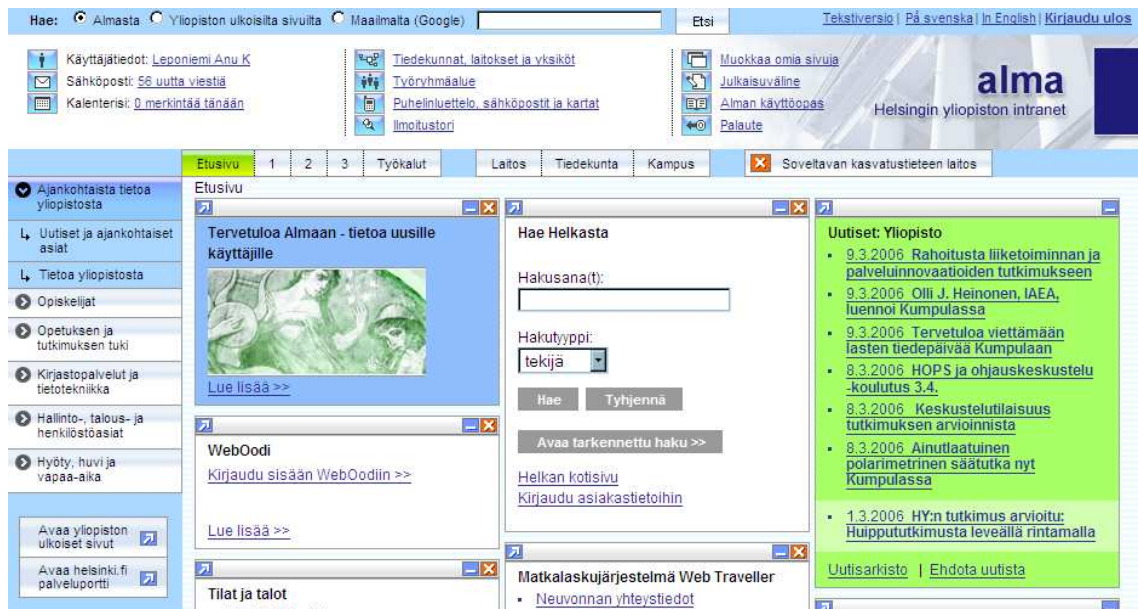 Hae: Almasta Yliopiston ulkoisilta sivuilta Maailmalta (Google) Etsi
Tekstiversio | På svenska | In English | Kirjaudu ulos
Käyttäjätiedot: Leponiemi Anu K
Sähköposti: 56 uutta viestiä
Kalenterisi: 0 merkintää tänään
Tiedekunnat, laitokset ja yksiköt
Työryhmäalue
Puhelinluettelo, sähköpostit ja kartat
Ilmoitustori
Muokkaa omia sivuja
Julkaisuväline
Alman käyttöopas
Palaute
alma
Helsingin yliopiston intranet
Etusivu 1 2 3 Työkalut Laitos Tiedekunta Kampus Soveltavan kasvatustieteen laitos
Ajankohtaista tietoa
yliopistosta
Uutiset ja ajankohtaiset
asiat
Tietoa yliopistosta
Opiskelijat
Opetuksen ja
tutkimuksen tuki
Kirjastopalvelut ja
tietotekniikka
Hallinto-, talous- ja
henkilöstöasiat
Hyöty, huvi ja
vapaa-aika
Avaa yliopiston
ulkoiset sivut
Avaa helsinki.fi
palveluportti
Etusivu
Tervetuloa Almaan - tietoa uusille
käyttäjille
Lue lisää >>
WebOodi
Kirjaudu sisään WebOodiin >>
Lue lisää >>
Tilat ja talot
Hae Helkasta
Hakusana(t):
Hakutyyppi:
tekijä
Hae Tyhjennä
Avaa tarkennettu haku >>
Helkan kotisivu
Kirjaudu asiakastietoihin
Matkalaskujärjestelmä Web Traveller
Neuvonnan yhteystiedot
Uutiset: Yliopisto
9.3.2006 Rahoitusta liiketoiminnan ja
palveluinnovaatioiden tutkimukseen
9.3.2006 Olli J. Heinonen, IAEA,
luennoi Kumpulassa
9.3.2006 Tervetuloa viettämään
lasten tiedepäivää Kumpulaan
8.3.2006 HOPS ja ohjauskeskustelu
-koulutus 3.4.
8.3.2006 Keskustelutilaisuus
tutkimuksen arvioinnista
8.3.2006 Ainutlaatuinen
polarimetrinen säätutka nyt
Kumpulassa
1.3.2006 HY:n tutkimus arvioitu:
Huippututkimusta leveällä rintamalla
Uutisarkisto | Ehdota uutista